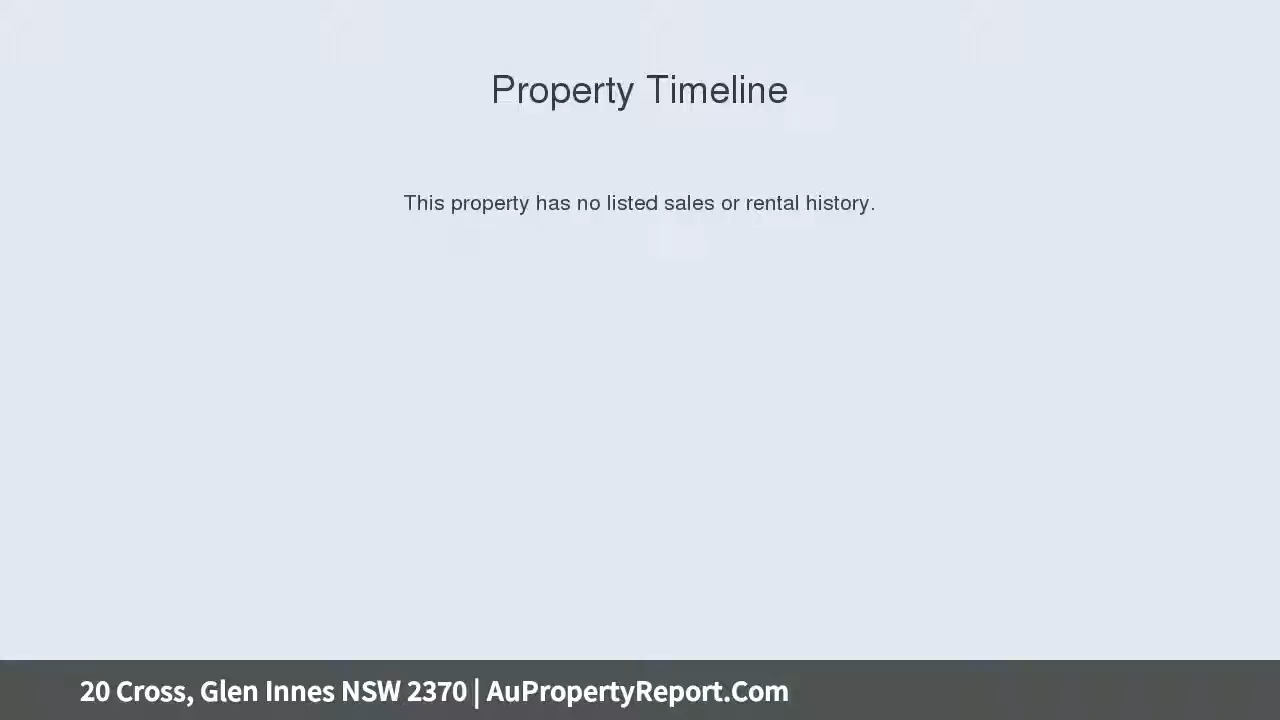 Property Timeline
This property has no listed sales or rental history.
20 Cross, Glen Innes NSW 2370 | AuPropertyReport.Com